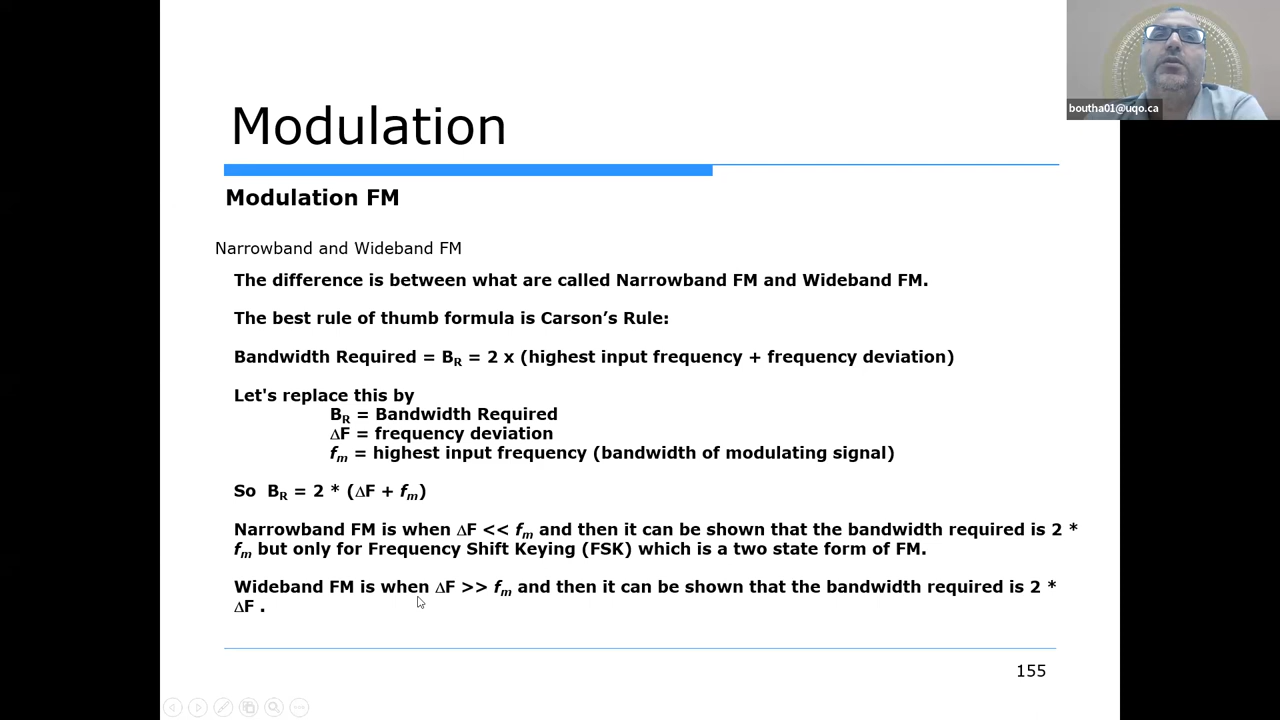 boutha01@uqo.ca
Modulation
Modulation FM
Narrowband and Wideband FM
The difference is between what are called Narrowband FM and Wideband FM.
The best rule of thumb formula is Carson’s Rule:
Bandwidth Required = BR = 2 x (highest input frequency + frequency deviation)
Let's replace this by
BR = Bandwidth Required
∆F = frequency deviation
fm = highest input frequency (bandwidth of modulating signal)
So BR = 2 * (∆F + fm)
Narrowband FM is when ∆F << fm and then it can be shown that the bandwidth required is 2 *
fm but only for Frequency Shift Keying (FSK) which is a two state form of FM.
Wideband FM is when ∆F >> fm and then it can be shown that the bandwidth required is 2 *
∆F .
155